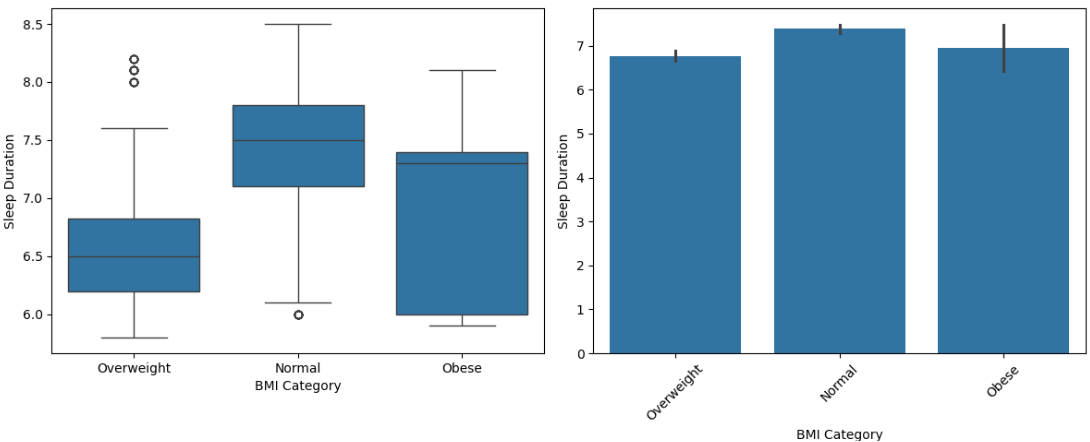 Sleep Duration
8.5
8.0
7.5
7.0
6.5
6.0
Overweight
Normal
Obese
BMI Category
Sleep Duration
7
6
5
4
3
2
1
0
Overweight
Normal
Obese
BMI Category